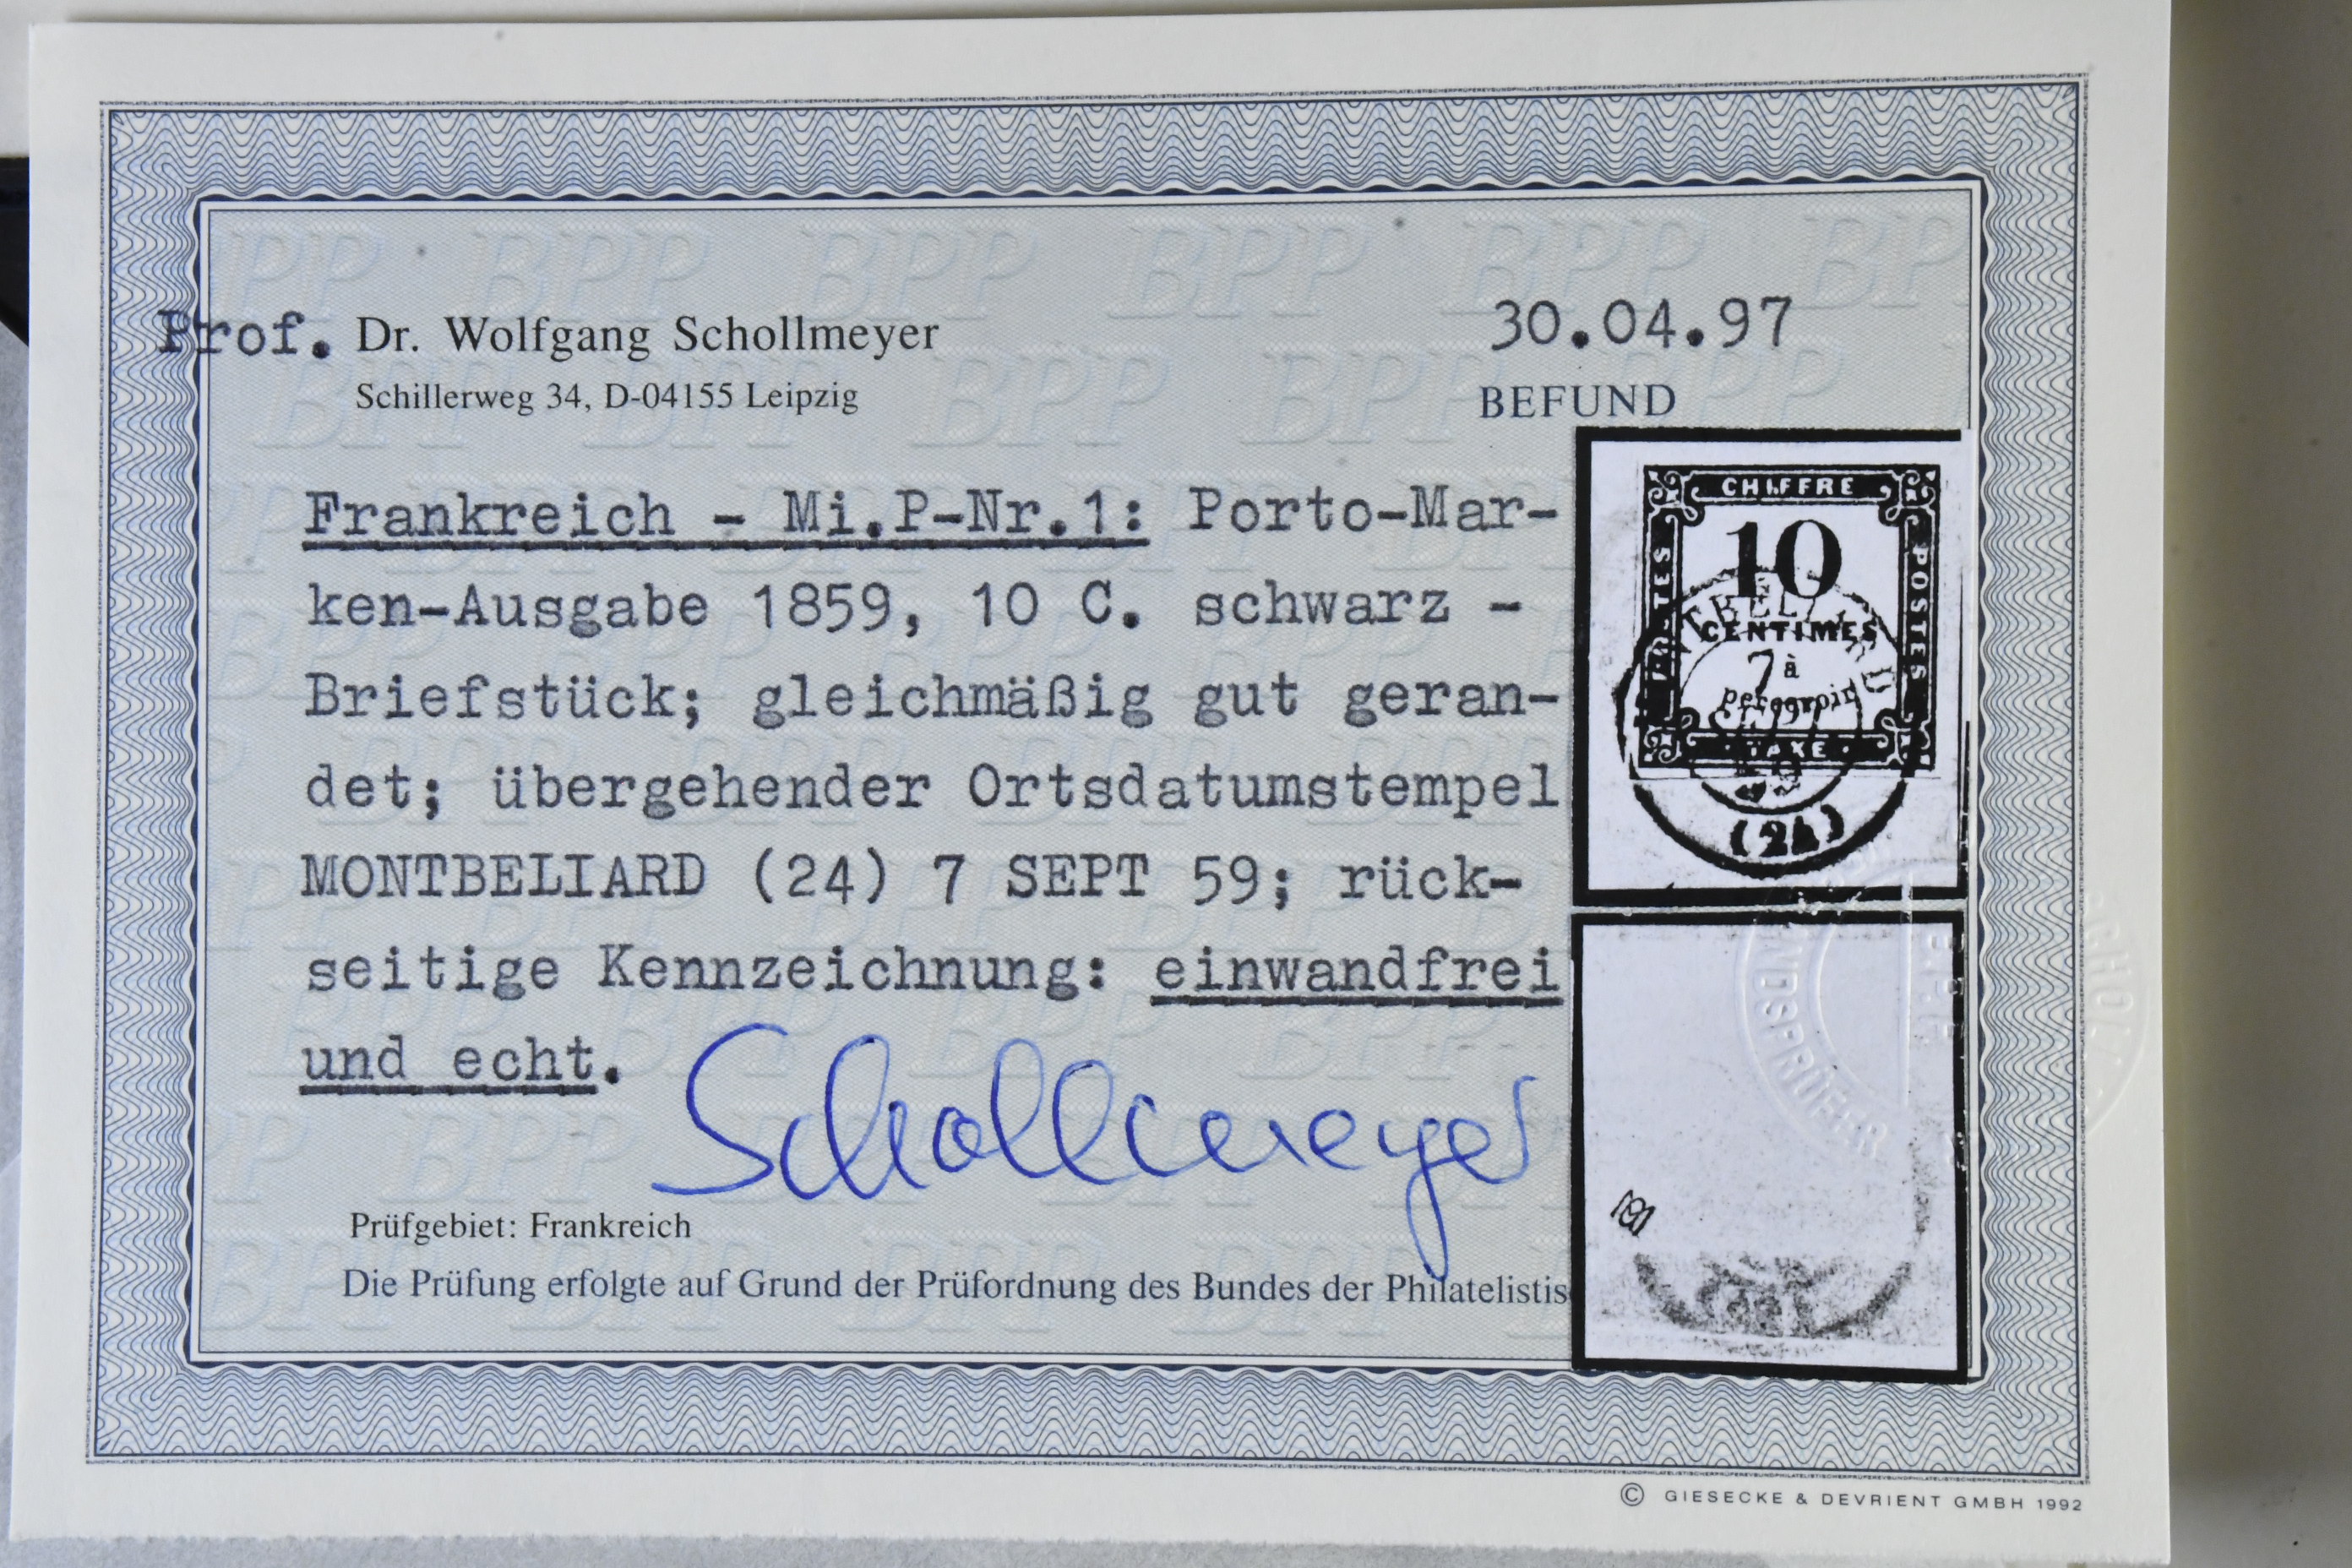 30.04.97
Prof. Dr. Wolfgang Schollmeyer
Schillerweg 34, D-04155 Leipzig
BEFUND
Frankreich - Mi.P-Nr.1: Porto-Mar-
ken-Ausgabe 1859, 10 C. schwarz -
Briefstück; gleichmäßig gut geran-
det; übergehender Ortsdatumstempel
MONTBELIARD (24) 7 SEPT 59; rück-
seitige Kennzeichnung: einwandfrei
und echt.
Schollmeyer
Prüfgebiet: Frankreich
Die Prüfung erfolgte auf Grund der Prüfordnung des Bundes der Philatelistis
CHIFFRE
10
CENTIMES
à
percevoir
TAXE
POSTES
POSTES
7
(24)
BPP
© GIESECKE & DEVRIENT GMBH 1992